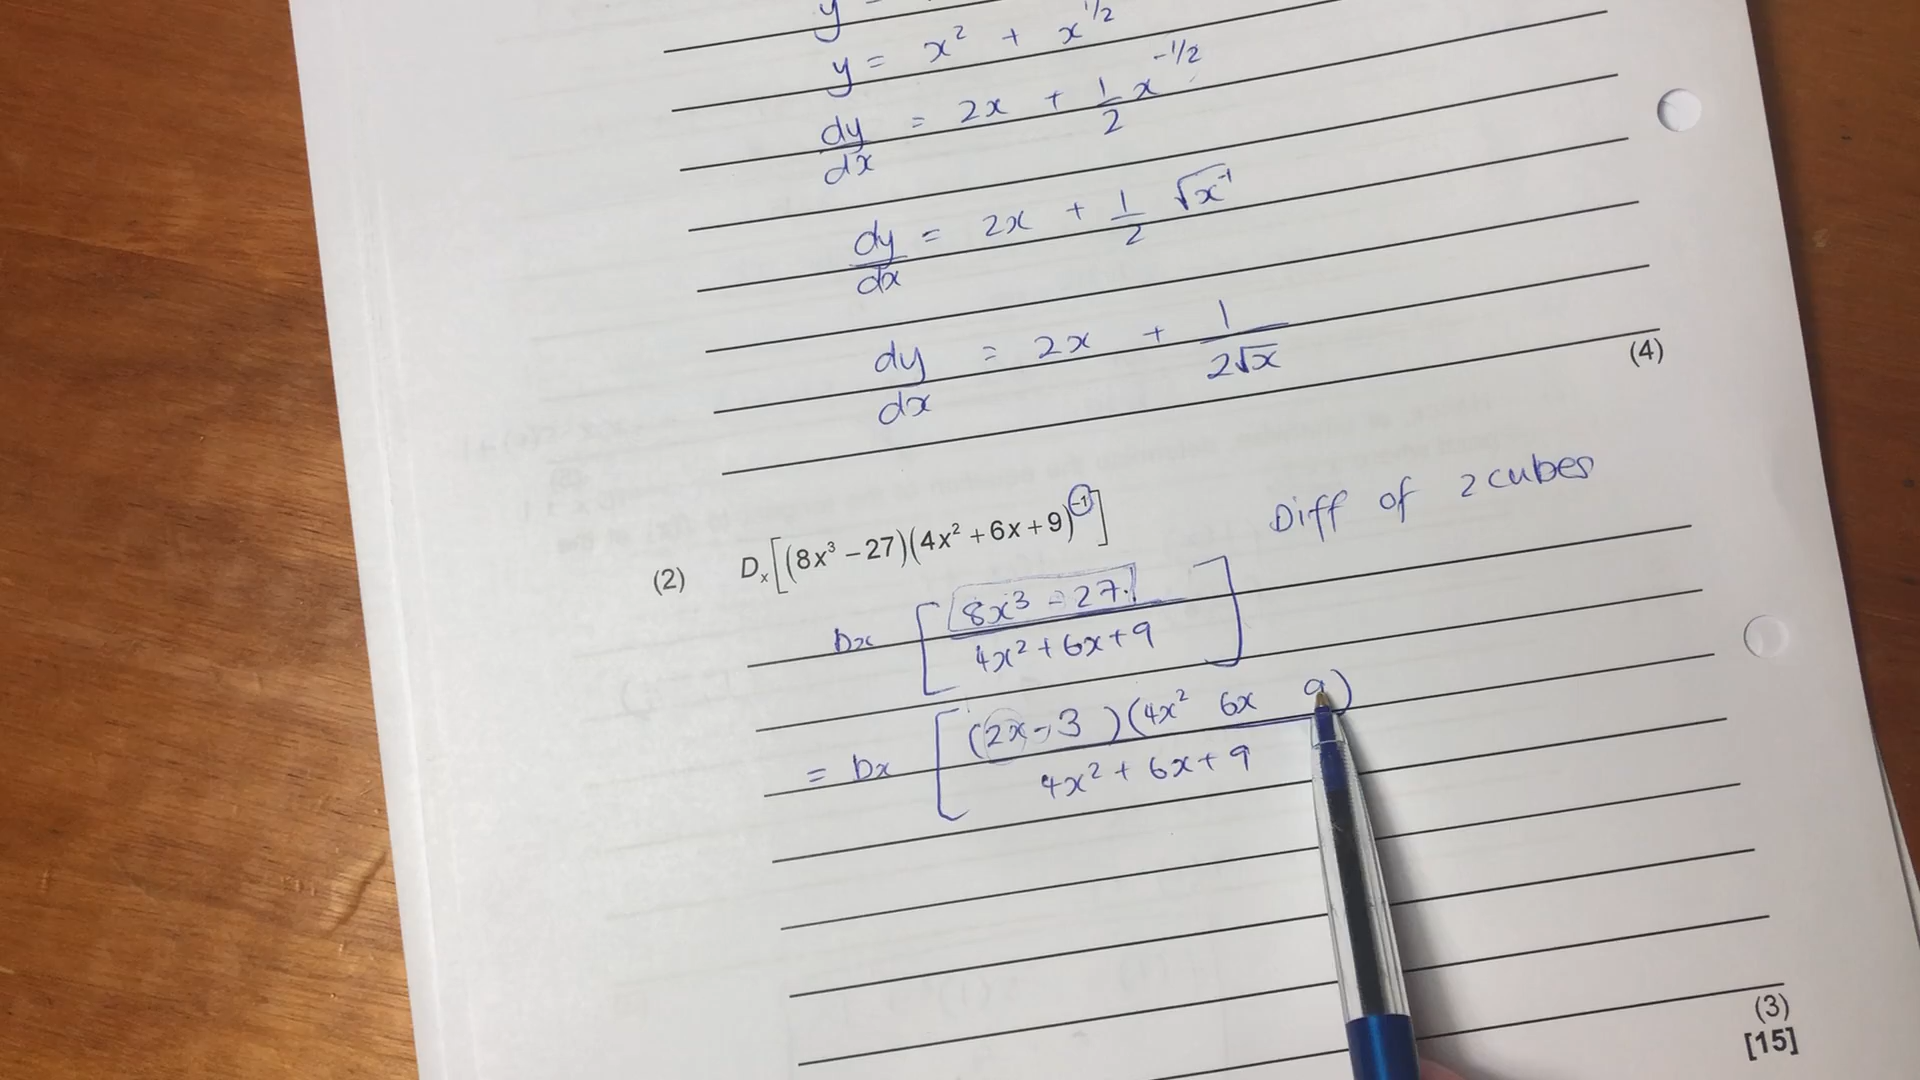 y =
y = x² + x^1/2
dy/dx = 2x + 1/2 x^-1/2
dy/dx = 2x + 1/2 √x^-1
dy/dx = 2x + 1/(2√x)
(4)
Diff of 2 cubes
(2) Dₓ[(8x³ − 27)(4x² + 6x + 9)^-1]
Dx [(8x³ − 27)/(4x² + 6x + 9)]
= Dx [(2x − 3)(4x² 6x 9)/(4x² + 6x + 9)]
(3)
[15]